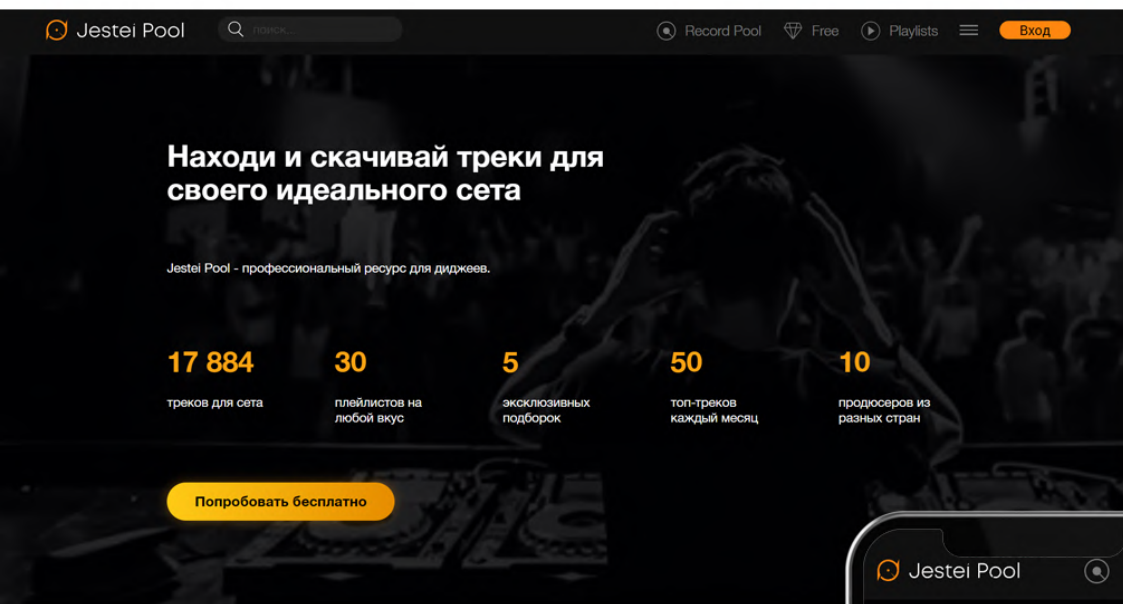 Jestei Pool
поиск...
Record Pool
Free
Playlists
Вход
Находи и скачивай треки для
своего идеального сета
Jestei Pool - профессиональный ресурс для диджеев.
17 884
треков для сета
30
плейлистов на
любой вкус
5
эксклюзивных
подборок
50
топ-треков
каждый месяц
10
продюсеров из
разных стран
Попробовать бесплатно
Jestei Pool